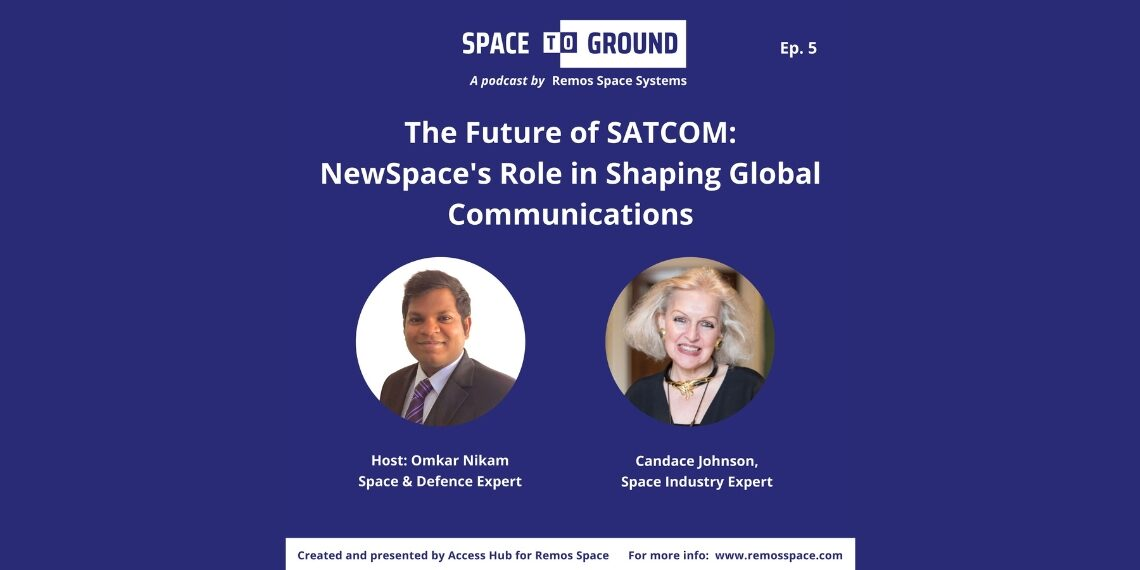 SPACE TO GROUND
Ep. 5
A podcast by Remos Space Systems
The Future of SATCOM:
NewSpace's Role in Shaping Global
Communications
Host: Omkar Nikam
Space & Defence Expert
Candace Johnson,
Space Industry Expert
Created and presented by Access Hub for Remos Space
For more info: www.remosspace.com